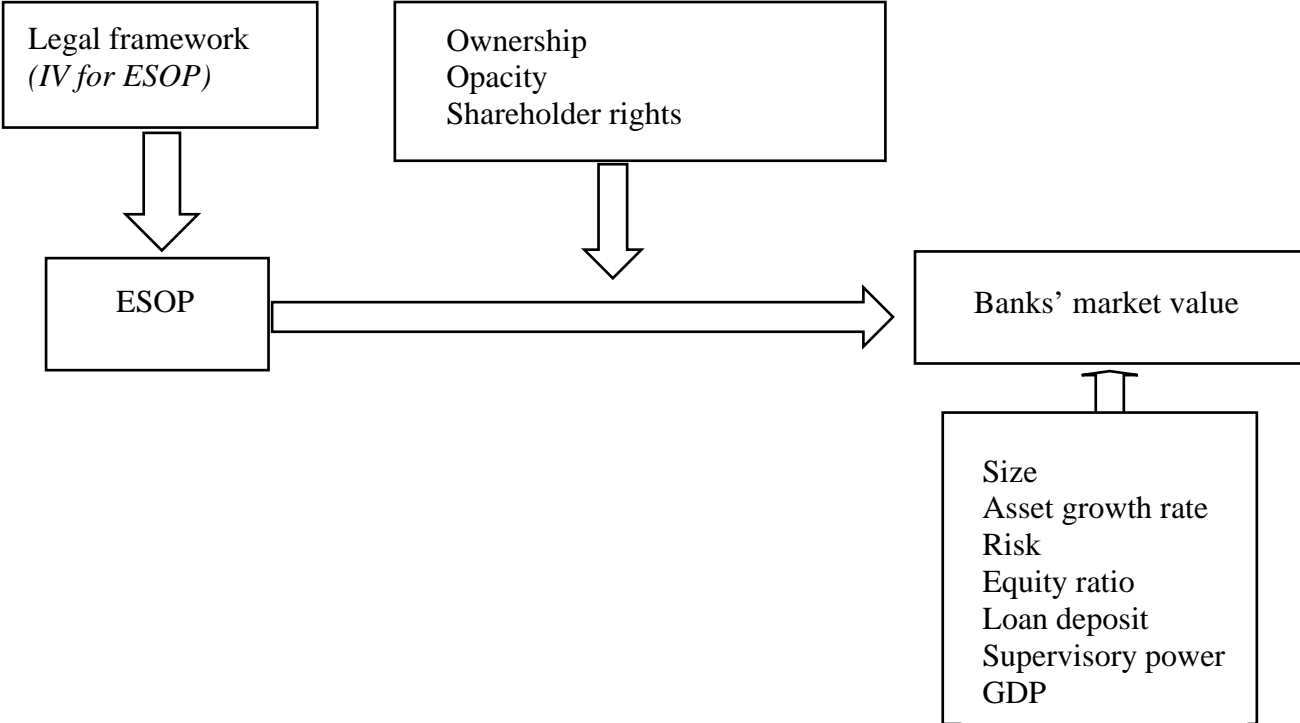 Legal framework
(IV for ESOP)
Ownership
Opacity
Shareholder rights
ESOP
Banks’ market value
Size
Asset growth rate
Risk
Equity ratio
Loan deposit
Supervisory power
GDP